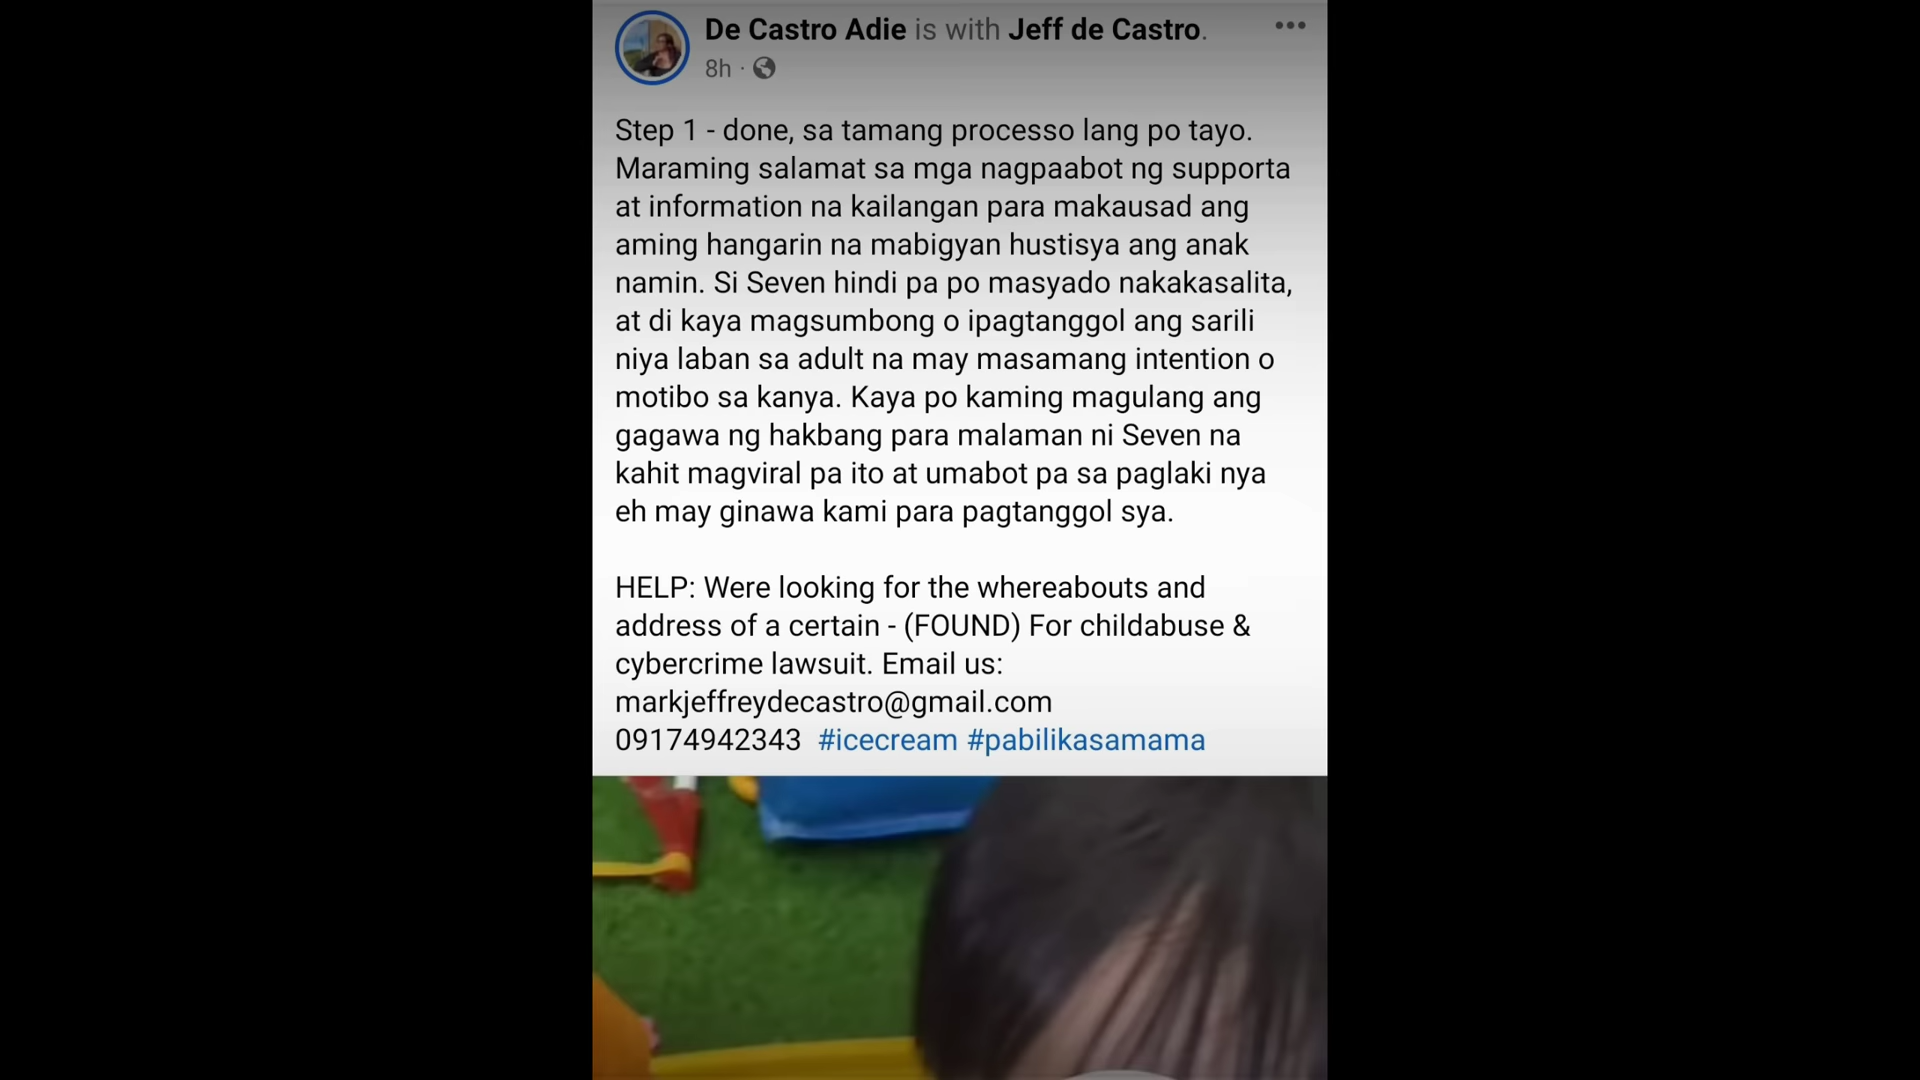 De Castro Adie is with Jeff de Castro.
8h ·
Step 1 - done, sa tamang processo lang po tayo.
Maraming salamat sa mga nagpaabot ng supporta
at information na kailangan para makausad ang
aming hangarin na mabigyan hustisya ang anak
namin. Si Seven hindi pa po masyado nakakasalita,
at di kaya magsumbong o ipagtanggol ang sarili
niya laban sa adult na may masamang intention o
motibo sa kanya. Kaya po kaming magulang ang
gagawa ng hakbang para malaman ni Seven na
kahit magviral pa ito at umabot pa sa paglaki nya
eh may ginawa kami para pagtanggol sya.
HELP: Were looking for the whereabouts and
address of a certain - (FOUND) For childabuse &
cybercrime lawsuit. Email us:
markjeffreydecastro@gmail.com
09174942343 #icecream #pabilikasamama